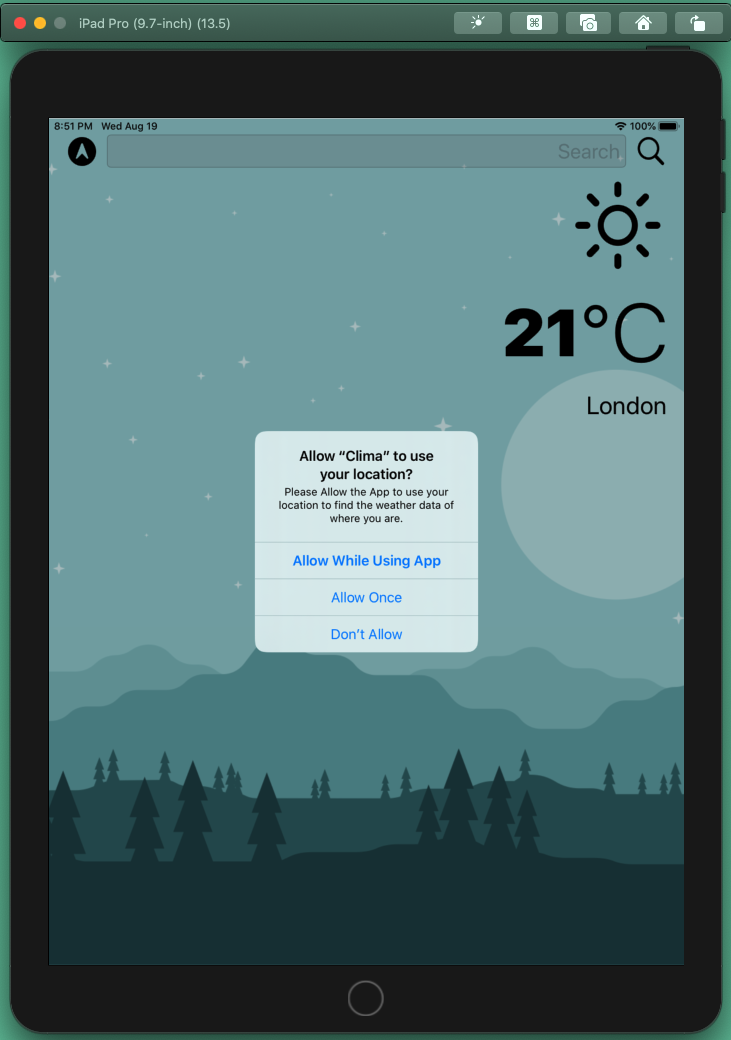 iPad Pro (9.7-inch) (13.5)
8:51 PM Wed Aug 19 100%
Search
21°C
London
Allow “Clima” to use
your location?
Please Allow the App to use your
location to find the weather data of
where you are.
Allow While Using App
Allow Once
Don’t Allow